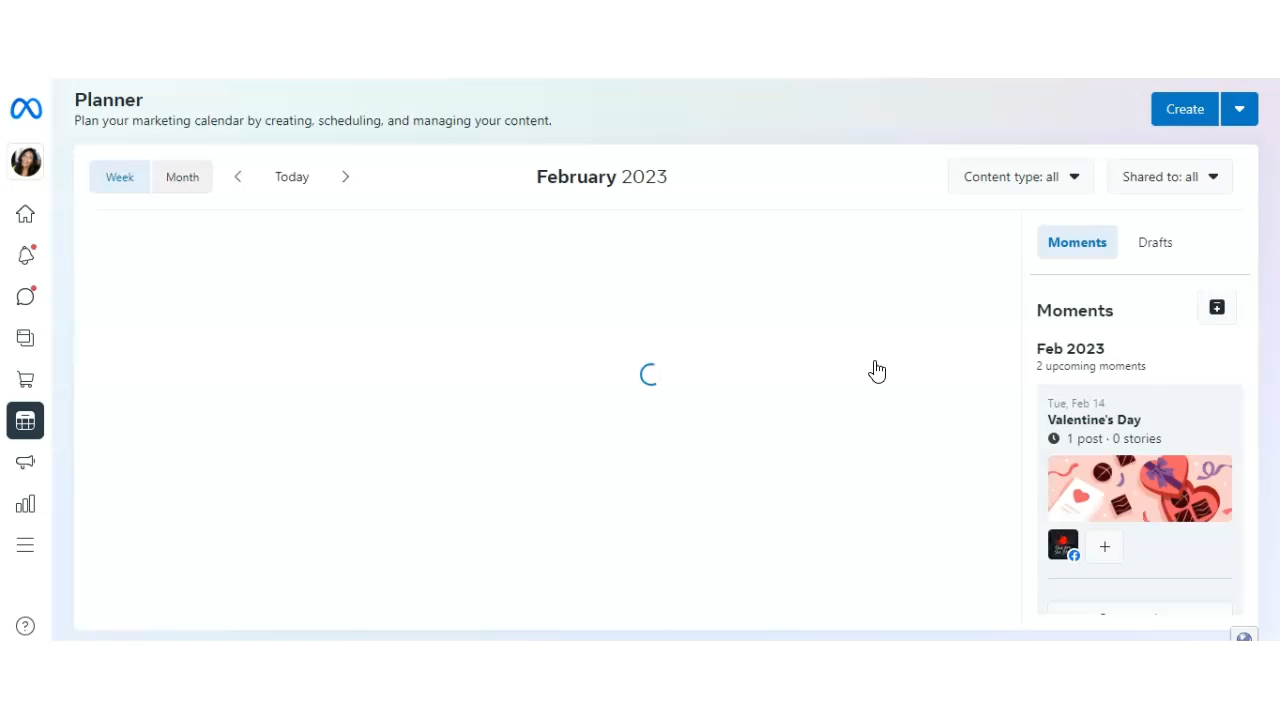 Planner
Plan your marketing calendar by creating, scheduling, and managing your content.
Create
Week
Month
Today
February 2023
Content type: all
Shared to: all
Moments
Drafts
Moments
Feb 2023
2 upcoming moments
Tue, Feb 14
Valentine's Day
1 post · 0 stories